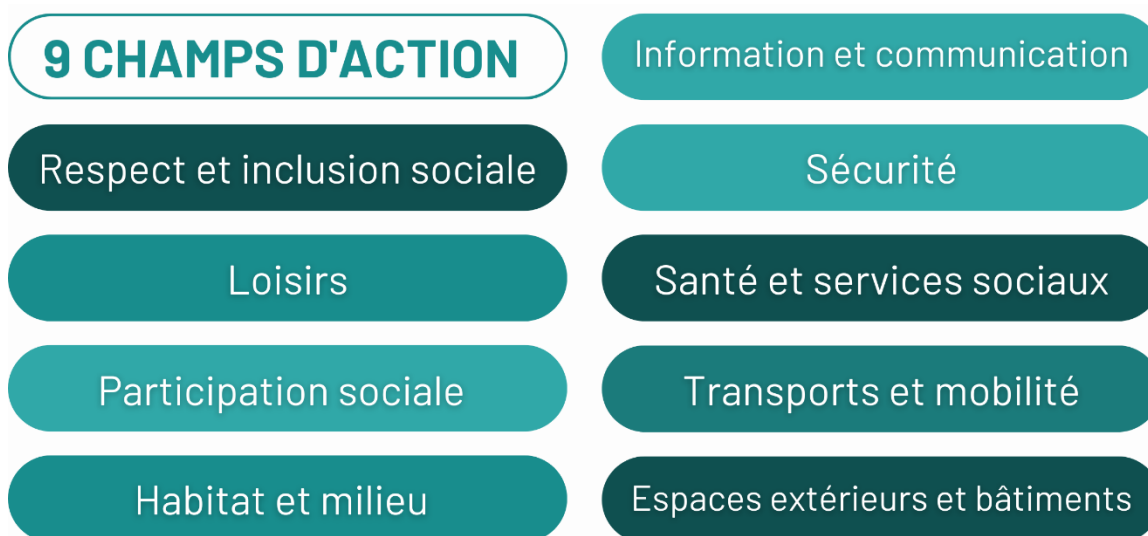 9 CHAMPS D'ACTION
Respect et inclusion sociale
Loisirs
Participation sociale
Habitat et milieu
Information et communication
Sécurité
Santé et services sociaux
Transports et mobilité
Espaces extérieurs et bâtiments